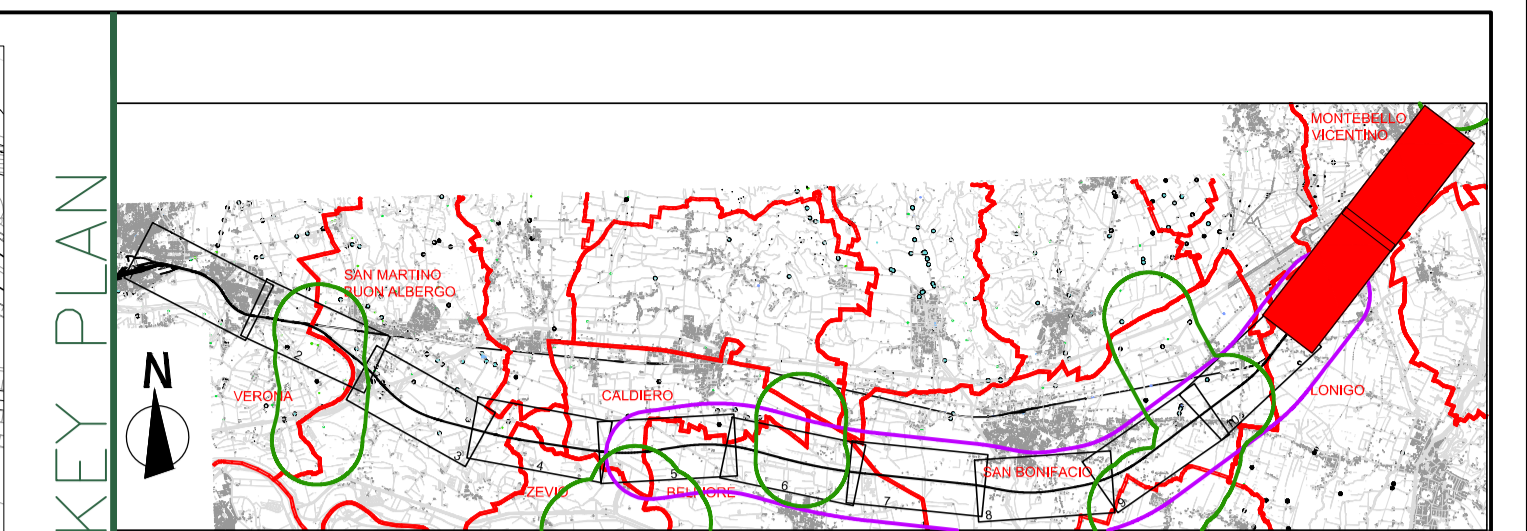 KEY PLAN
MONTEBELLO
VICENTINO
SAN MARTINO
BUON ALBERGO
VERONA
CALDIERO
LONIGO
SAN BONIFACIO
ZEVIO
BELFIORE
N
2
3
4
5
6
7
8
9
10